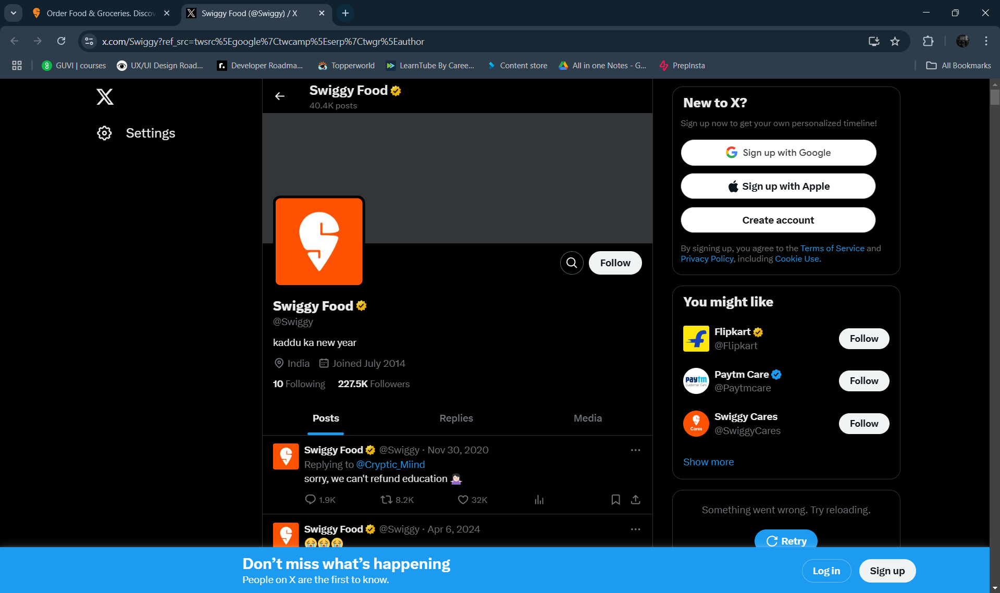 Order Food & Groceries. Discov
Swiggy Food (@Swiggy) / X
x.com/Swiggy?ref_src=twsrc%5Egoogle%7Ctwcamp%5Eserp%7Ctwgr%5Eauthor
GUVI | courses
UX/UI Design Road...
Developer Roadma...
Topperworld
LearnTube By Caree...
Content store
All in one Notes - G...
PrepInsta
All Bookmarks
Settings
Swiggy Food
40.4K posts
Follow
Swiggy Food
@Swiggy
kaddu ka new year
India Joined July 2014
10 Following 227.5K Followers
Posts Replies Media
Swiggy Food @Swiggy · Nov 30, 2020
Replying to @Cryptic_Miind
sorry, we can't refund education 🤷🏻‍♀️
1.9K 8.2K 32K
Swiggy Food @Swiggy · Apr 6, 2024
😭😭😭
New to X?
Sign up now to get your own personalized timeline!
Sign up with Google
Sign up with Apple
Create account
By signing up, you agree to the Terms of Service and
Privacy Policy, including Cookie Use.
You might like
Flipkart
@Flipkart
Follow
paytm
Customer Care
Paytm Care
@Paytmcare
Follow
Cares
Swiggy Cares
@SwiggyCares
Follow
Show more
Something went wrong. Try reloading.
Retry
Don’t miss what’s happening
People on X are the first to know.
Log in
Sign up